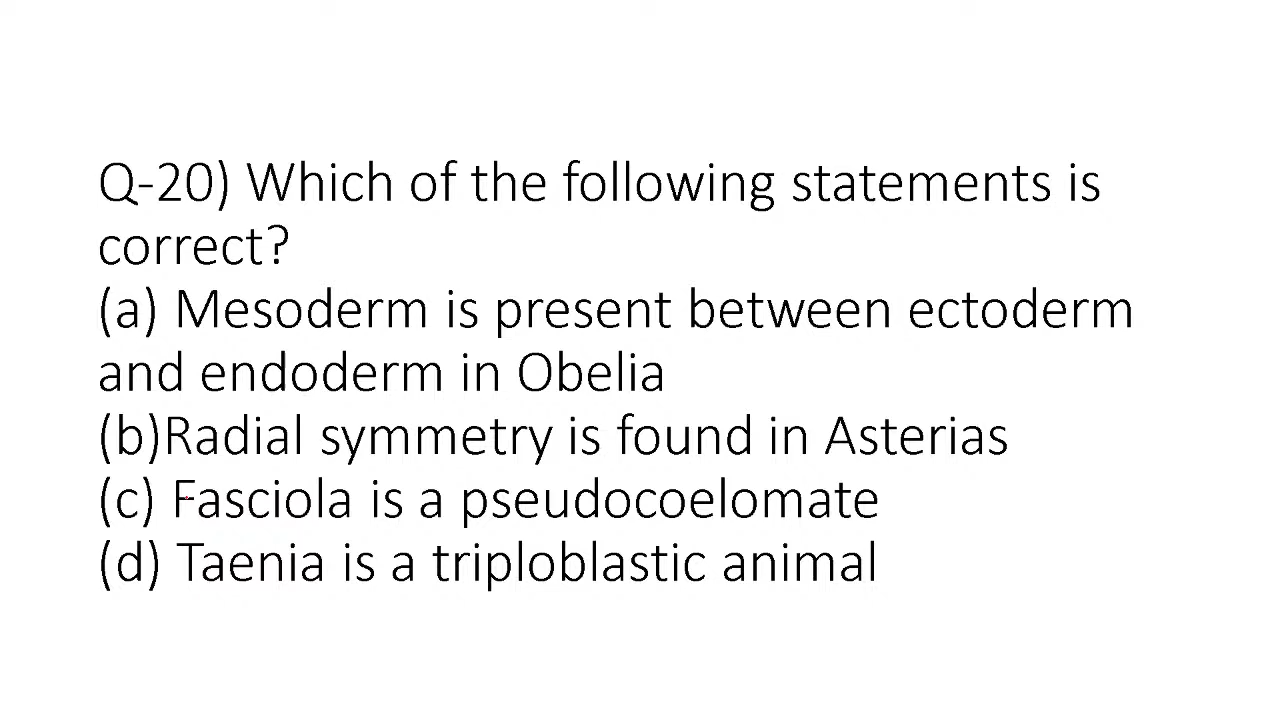 Q-20) Which of the following statements is
correct?
(a) Mesoderm is present between ectoderm
and endoderm in Obelia
(b)Radial symmetry is found in Asterias
(c) Fasciola is a pseudocoelomate
(d) Taenia is a triploblastic animal